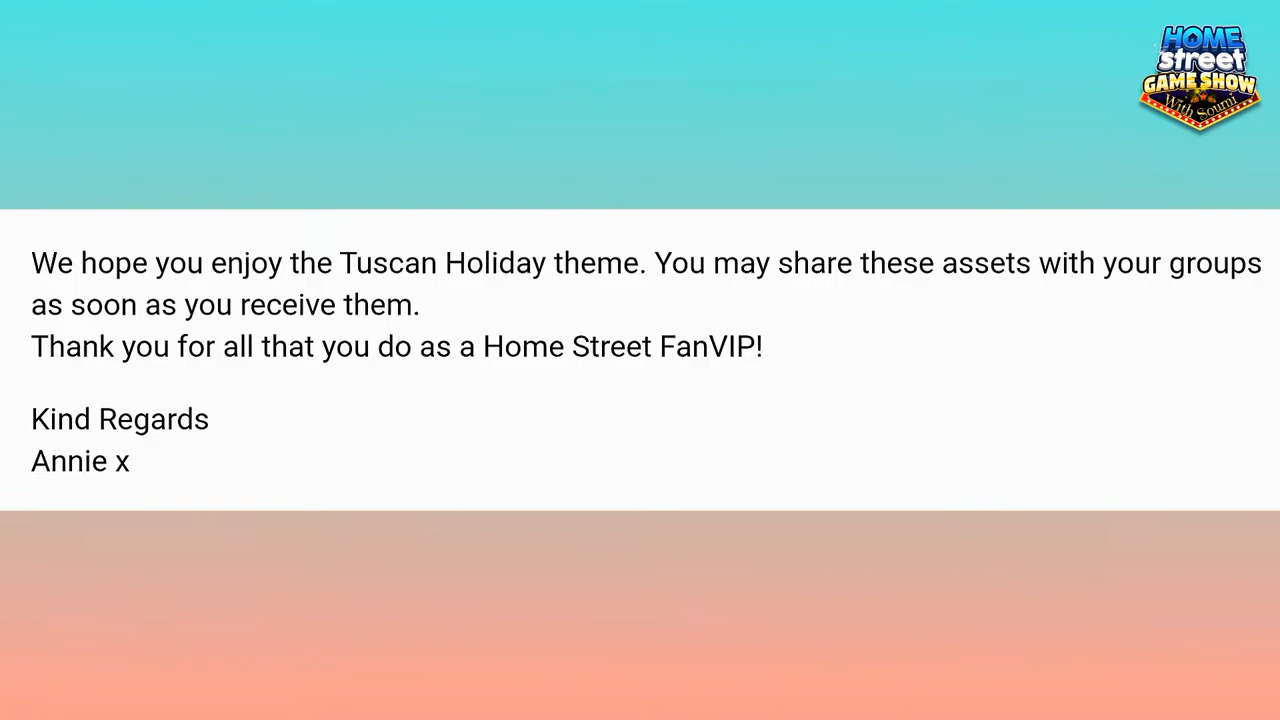 HOME
street
GAME SHOW
With Soumi
We hope you enjoy the Tuscan Holiday theme. You may share these assets with your groups
as soon as you receive them.
Thank you for all that you do as a Home Street FanVIP!
Kind Regards
Annie x